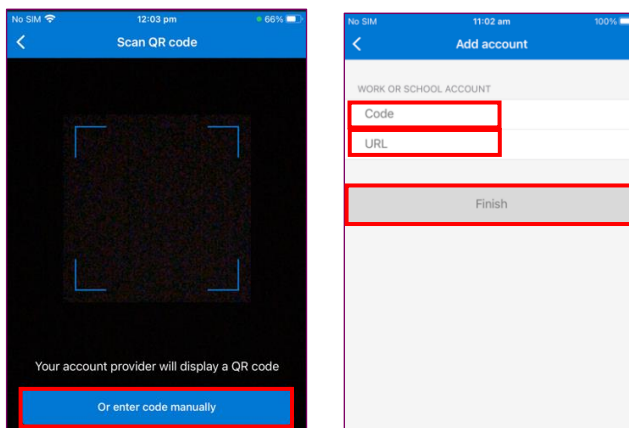 No SIM 12:03 pm 66%
Scan QR code
Your account provider will display a QR code
Or enter code manually
No SIM 11:02 am 100%
Add account
WORK OR SCHOOL ACCOUNT
Code
URL
Finish